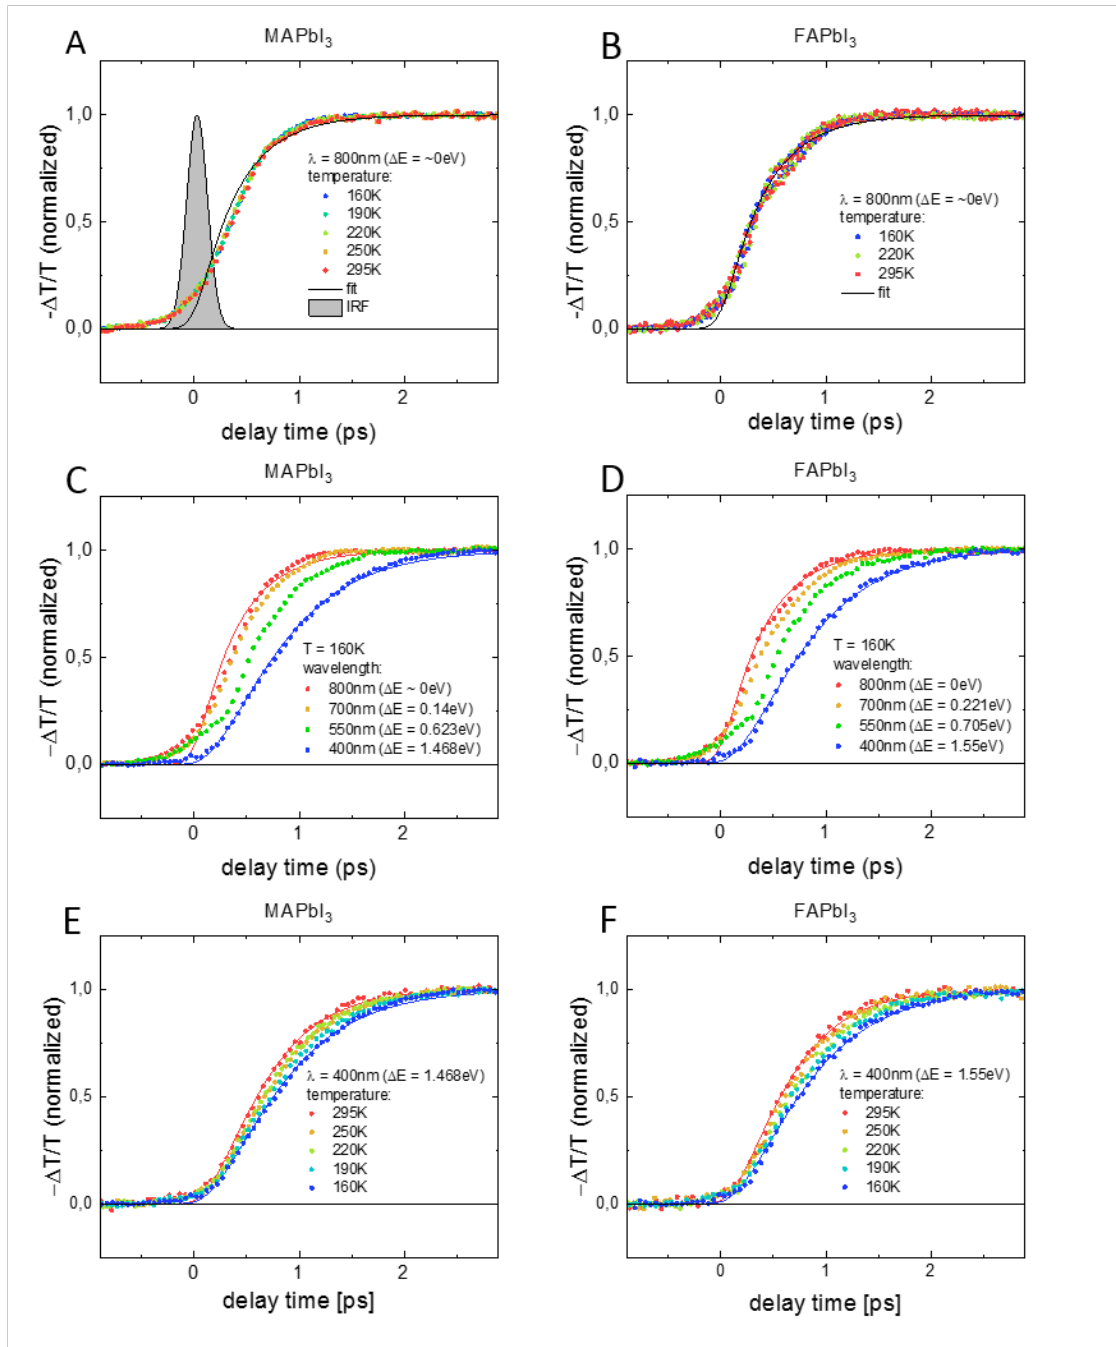 A
MAPbI₃
-ΔT/T (normalized)
1,0
0,5
0,0
λ = 800nm (ΔE = ~0eV)
temperature:
160K
190K
220K
250K
295K
fit
IRF
0
1
2
delay time (ps)
B
FAPbI₃
-ΔT/T (normalized)
1,0
0,5
0,0
λ = 800nm (ΔE = ~0eV)
temperature:
160K
220K
295K
fit
0
1
2
delay time (ps)
C
MAPbI₃
−ΔT/T (normalized)
1,0
0,5
0,0
T = 160K
wavelength:
800nm (ΔE ~ 0eV)
700nm (ΔE = 0.14eV)
550nm (ΔE = 0.623eV)
400nm (ΔE = 1.468eV)
0
1
2
delay time (ps)
D
FAPbI₃
−ΔT/T (normalized)
1,0
0,5
0,0
T = 160K
wavelength:
800nm (ΔE = 0eV)
700nm (ΔE = 0.221eV)
550nm (ΔE = 0.705eV)
400nm (ΔE = 1.55eV)
0
1
2
delay time (ps)
E
MAPbI₃
−ΔT/T (normalized)
1,0
0,5
0,0
λ = 400nm (ΔE = 1.468eV)
temperature:
295K
250K
220K
190K
160K
0
1
2
delay time [ps]
F
FAPbI₃
−ΔT/T (normalized)
1,0
0,5
0,0
λ = 400nm (ΔE = 1.55eV)
temperature:
295K
250K
220K
190K
160K
0
1
2
delay time [ps]